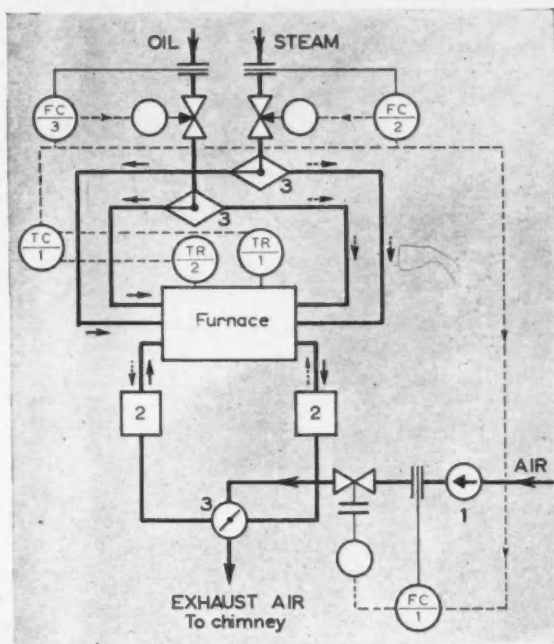 OIL STEAM
FC
3
FC
2
3
3
TC
1
TR
2
TR
1
Furnace
2
2
AIR
3
1
EXHAUST AIR
To chimney
FC
1